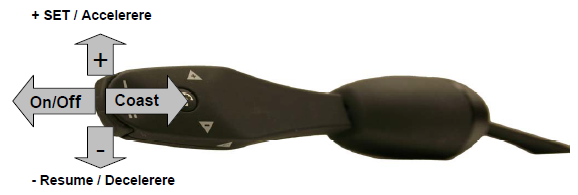 + SET / Accelerere
+
On/Off
Coast
-
- Resume / Decelerere